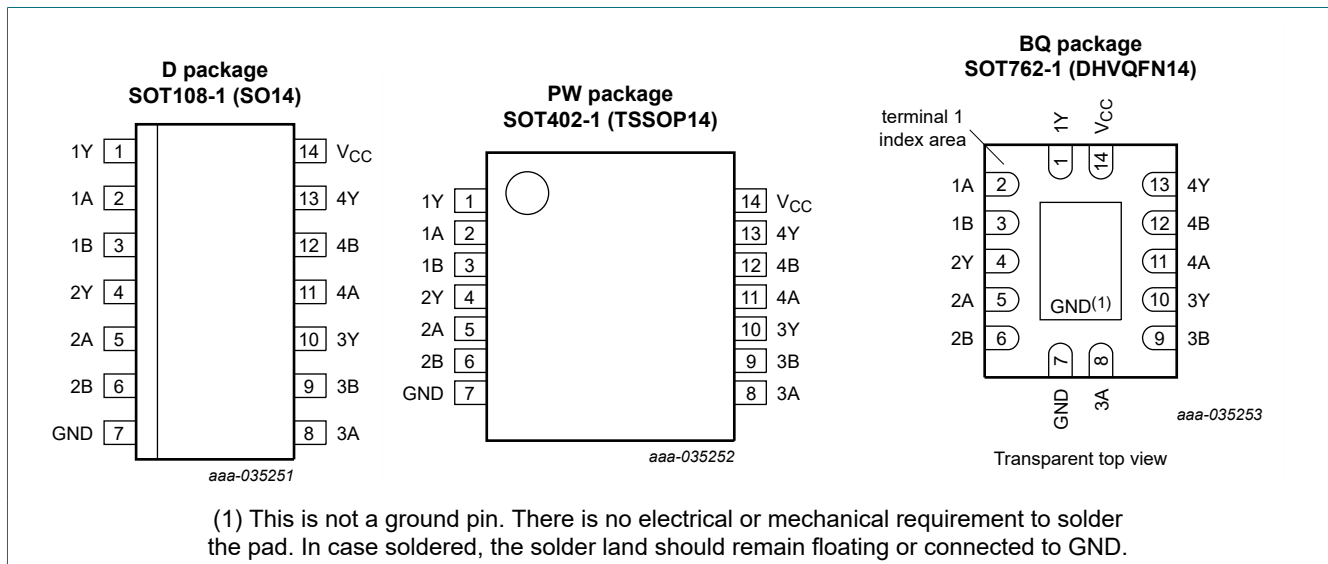 D package
SOT108-1 (SO14)
1Y 1 14 VCC
1A 2 13 4Y
1B 3 12 4B
2Y 4 11 4A
2A 5 10 3Y
2B 6 9 3B
GND 7 8 3A
aaa-035251
PW package
SOT402-1 (TSSOP14)
1Y 1 14 VCC
1A 2 13 4Y
1B 3 12 4B
2Y 4 11 4A
2A 5 10 3Y
2B 6 9 3B
GND 7 8 3A
aaa-035252
BQ package
SOT762-1 (DHVQFN14)
terminal 1
index area
1Y VCC
1 14
1A 2 13 4Y
1B 3 12 4B
2Y 4 11 4A
2A 5 10 3Y
GND(1)
2B 6 9 3B
7 8
GND 3A
aaa-035253
Transparent top view
(1) This is not a ground pin. There is no electrical or mechanical requirement to solder
the pad. In case soldered, the solder land should remain floating or connected to GND.